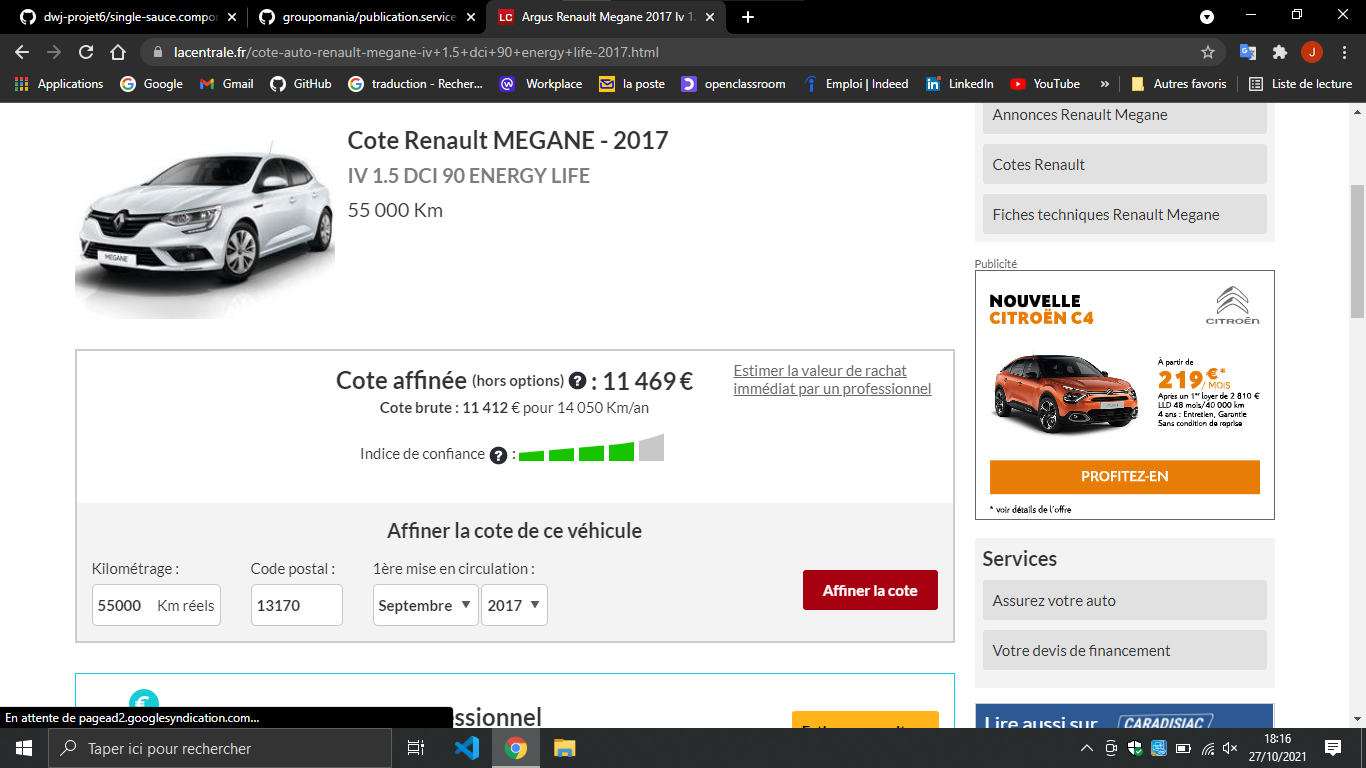 dwj-projet6/single-sauce.compor
groupomania/publication.service
LC
Argus Renault Megane 2017 Iv 1.
lacentrale.fr/cote-auto-renault-megane-iv+1.5+dci+90+energy+life-2017.html
J
Applications
Google
Gmail
GitHub
traduction - Recher...
Workplace
la poste
openclassroom
Emploi | Indeed
LinkedIn
YouTube
»
Autres favoris
Liste de lecture
Cote Renault MEGANE - 2017
IV 1.5 DCI 90 ENERGY LIFE
55 000 Km
MEGANE
Annonces Renault Megane
Cotes Renault
Fiches techniques Renault Megane
Publicité
NOUVELLE
CITROËN C4
CITROËN
À partir de
219 €*
/ MOIS
Après un 1er loyer de 2 810 €
LLD 48 mois/40 000 km
4 ans : Entretien, Garantie
Sans condition de reprise
PROFITEZ-EN
* voir détails de l'offre
Cote affinée (hors options) ? : 11 469 €
Cote brute : 11 412 € pour 14 050 Km/an
Indice de confiance ? :
Estimer la valeur de rachat
immédiat par un professionnel
Affiner la cote de ce véhicule
Kilométrage :
Code postal :
1ère mise en circulation :
55000 Km réels
13170
Septembre
2017
Affiner la cote
Services
Assurez votre auto
Votre devis de financement
Lire aussi sur
CARADISIAC
€
ssionnel
En attente de pagead2.googlesyndication.com...
Taper ici pour rechercher
18:16
27/10/2021